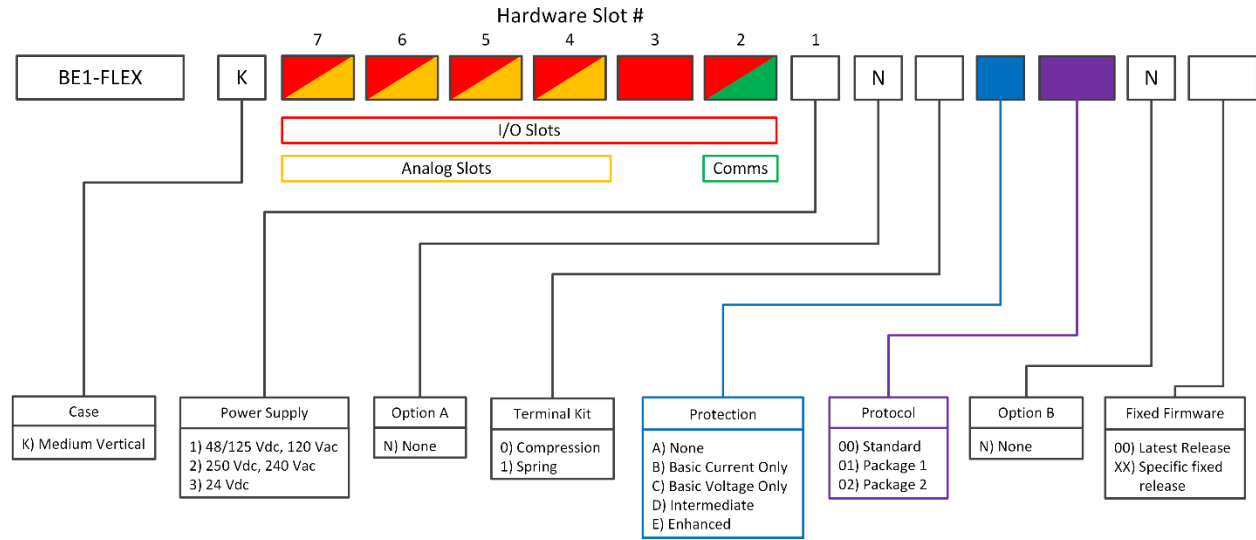 Hardware Slot #
7 6 5 4 3 2 1
BE1-FLEX K N N
I/O Slots
Analog Slots Comms
Case
K) Medium Vertical
Power Supply
1) 48/125 Vdc, 120 Vac
2) 250 Vdc, 240 Vac
3) 24 Vdc
Option A
N) None
Terminal Kit
0) Compression
1) Spring
Protection
A) None
B) Basic Current Only
C) Basic Voltage Only
D) Intermediate
E) Enhanced
Protocol
00) Standard
01) Package 1
02) Package 2
Option B
N) None
Fixed Firmware
00) Latest Release
XX) Specific fixed
release